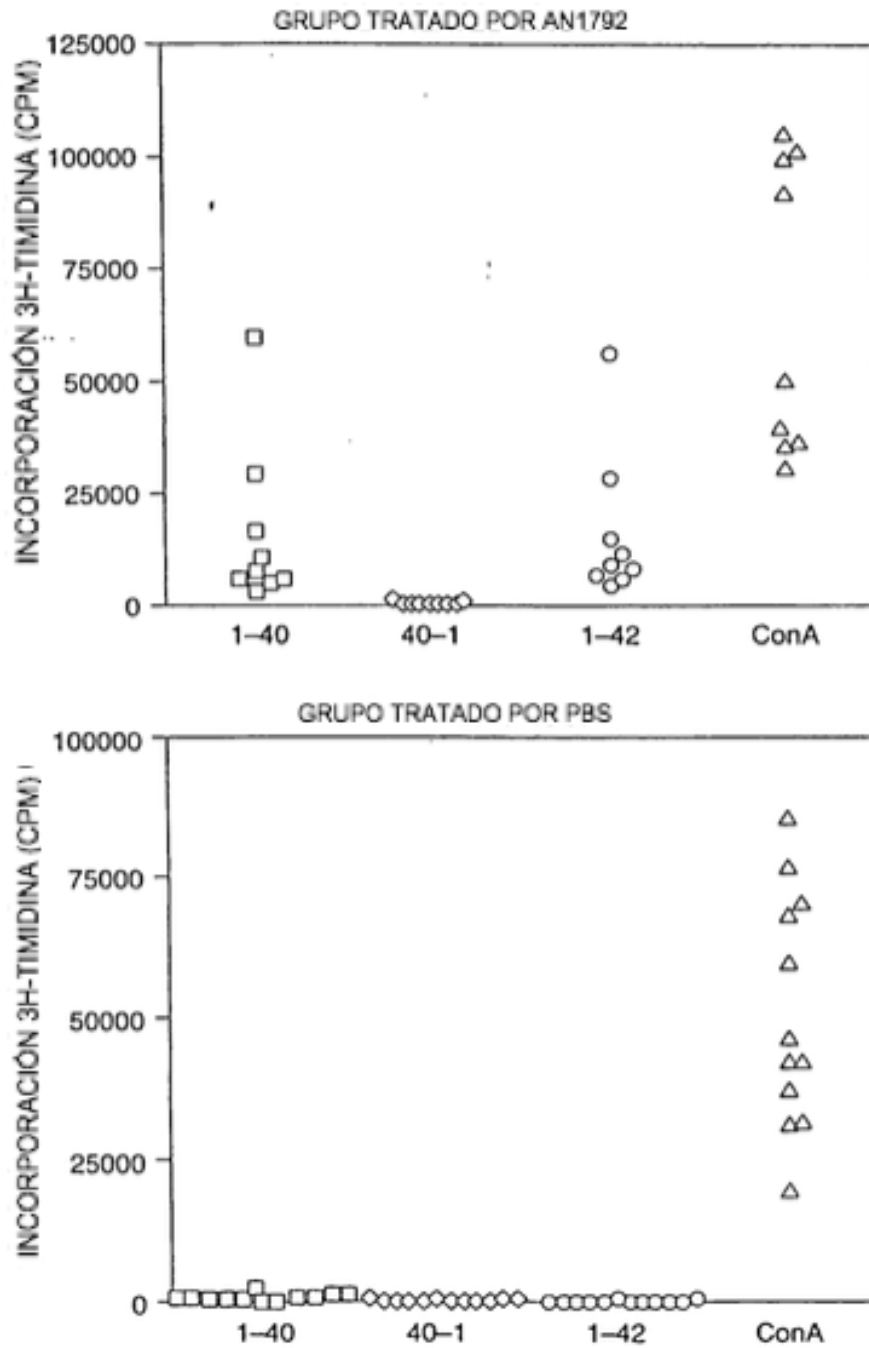 GRUPO TRATADO POR AN1792
INCORPORACIÓN 3H-TIMIDINA (CPM)
125000
100000
75000
50000
25000
0
1–40 40–1 1–42 ConA
GRUPO TRATADO POR PBS
INCORPORACIÓN 3H-TIMIDINA (CPM)
100000
75000
50000
25000
0
1–40 40–1 1–42 ConA